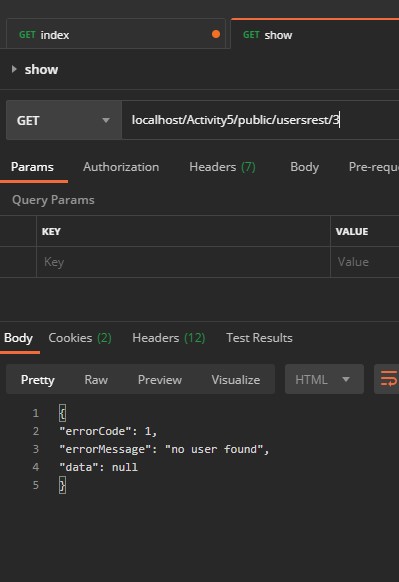 GET index
GET show
show
GET
localhost/Activity5/public/usersrest/3
Params Authorization Headers (7) Body Pre-requ
Query Params
KEY VALUE
Key Value
Body Cookies (2) Headers (12) Test Results
Pretty Raw Preview Visualize HTML
1 {
2 "errorCode": 1,
3 "errorMessage": "no user found",
4 "data": null
5 }